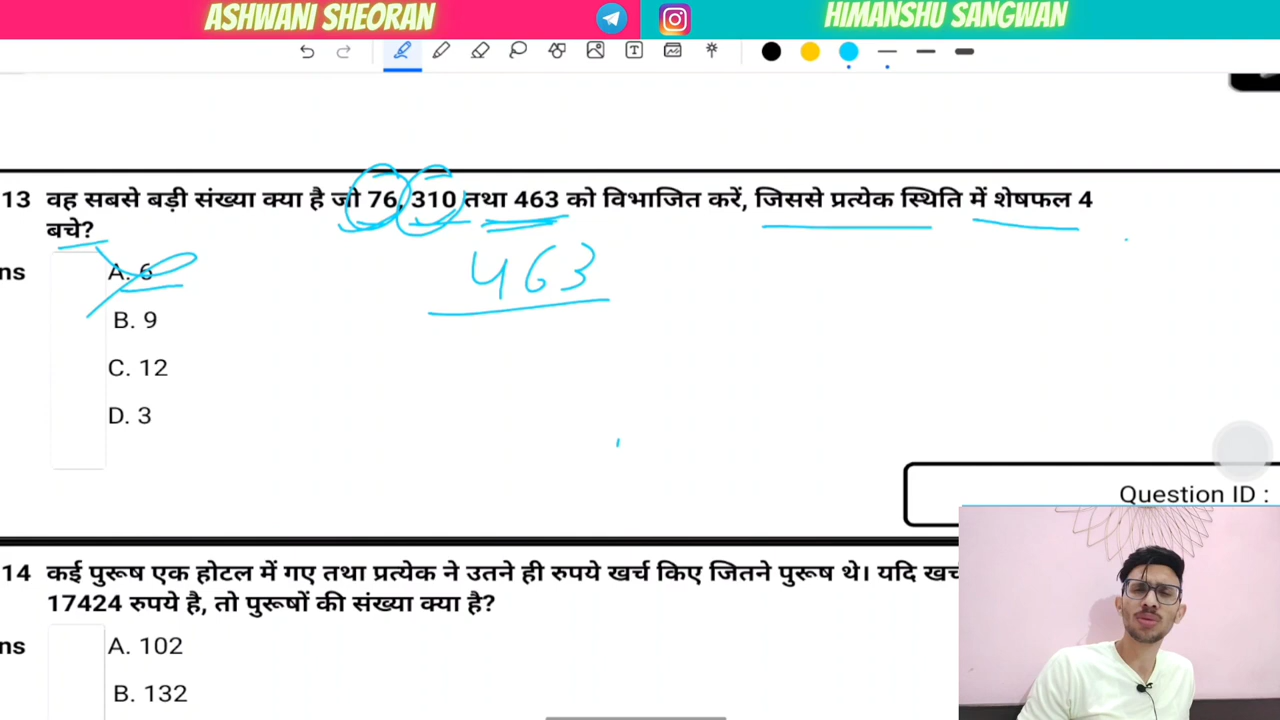 ASHWANI SHEORAN
HIMANSHU SANGWAN
13 वह सबसे बड़ी संख्या क्या है जो 76, 310 तथा 463 को विभाजित करें, जिससे प्रत्येक स्थिति में शेषफल 4
बचे?
ns A. 6
463
B. 9
C. 12
D. 3
Question ID :
14 कई पुरूष एक होटल में गए तथा प्रत्येक ने उतने ही रुपये खर्च किए जितने पुरूष थे। यदि खर्च
17424 रुपये है, तो पुरूषों की संख्या क्या है?
ns A. 102
B. 132